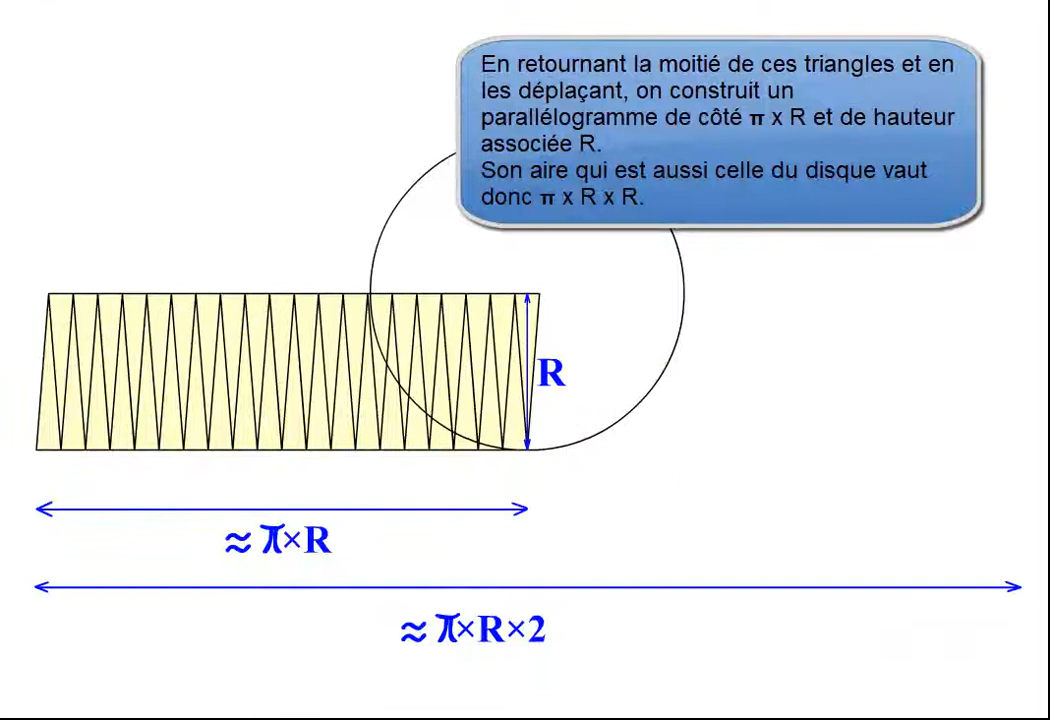 En retournant la moitié de ces triangles et en
les déplaçant, on construit un
parallélogramme de côté π x R et de hauteur
associée R.
Son aire qui est aussi celle du disque vaut
donc π x R x R.
R
≈ π×R
≈ π×R×2